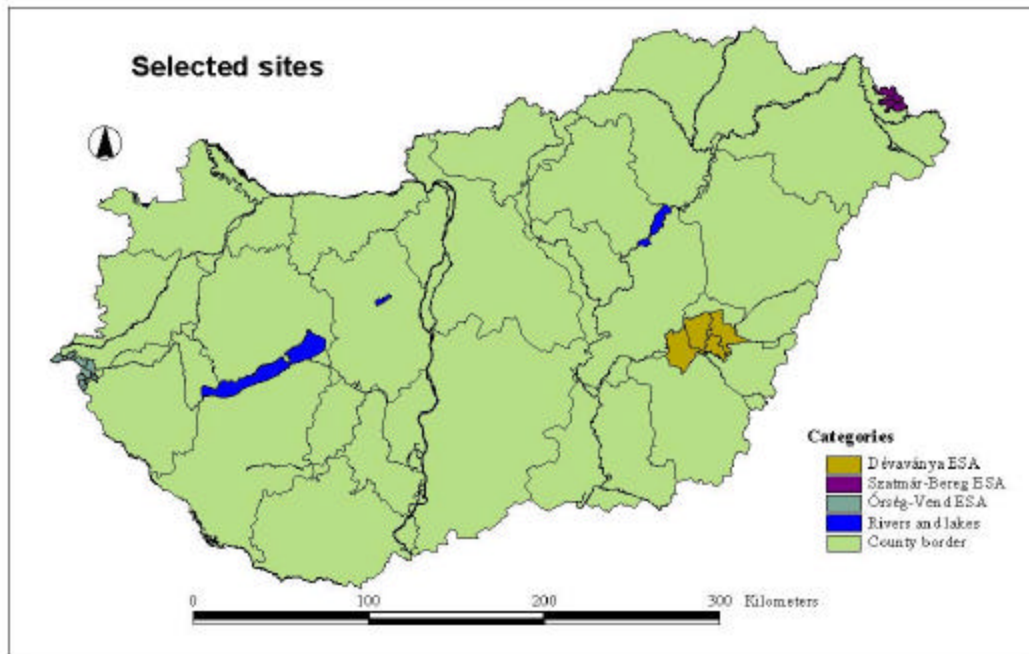 Selected sites
Categories
Dévaványa ESA
Szatmár-Bereg ESA
Őrség-Vend ESA
Rivers and lakes
County border
0 100 200 300 Kilometers